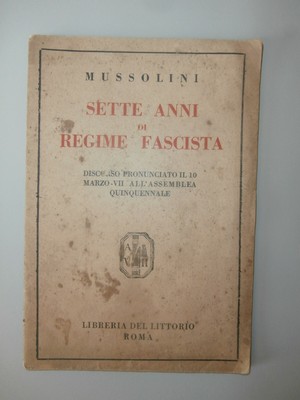 MUSSOLINI
SETTE ANNI
DI
REGIME FASCISTA
DISCORSO PRONUNCIATO IL 10
MARZO-VII ALL'ASSEMBLEA
QUINQUENNALE
LIBRERIA DEL LITTORIO
ROMA